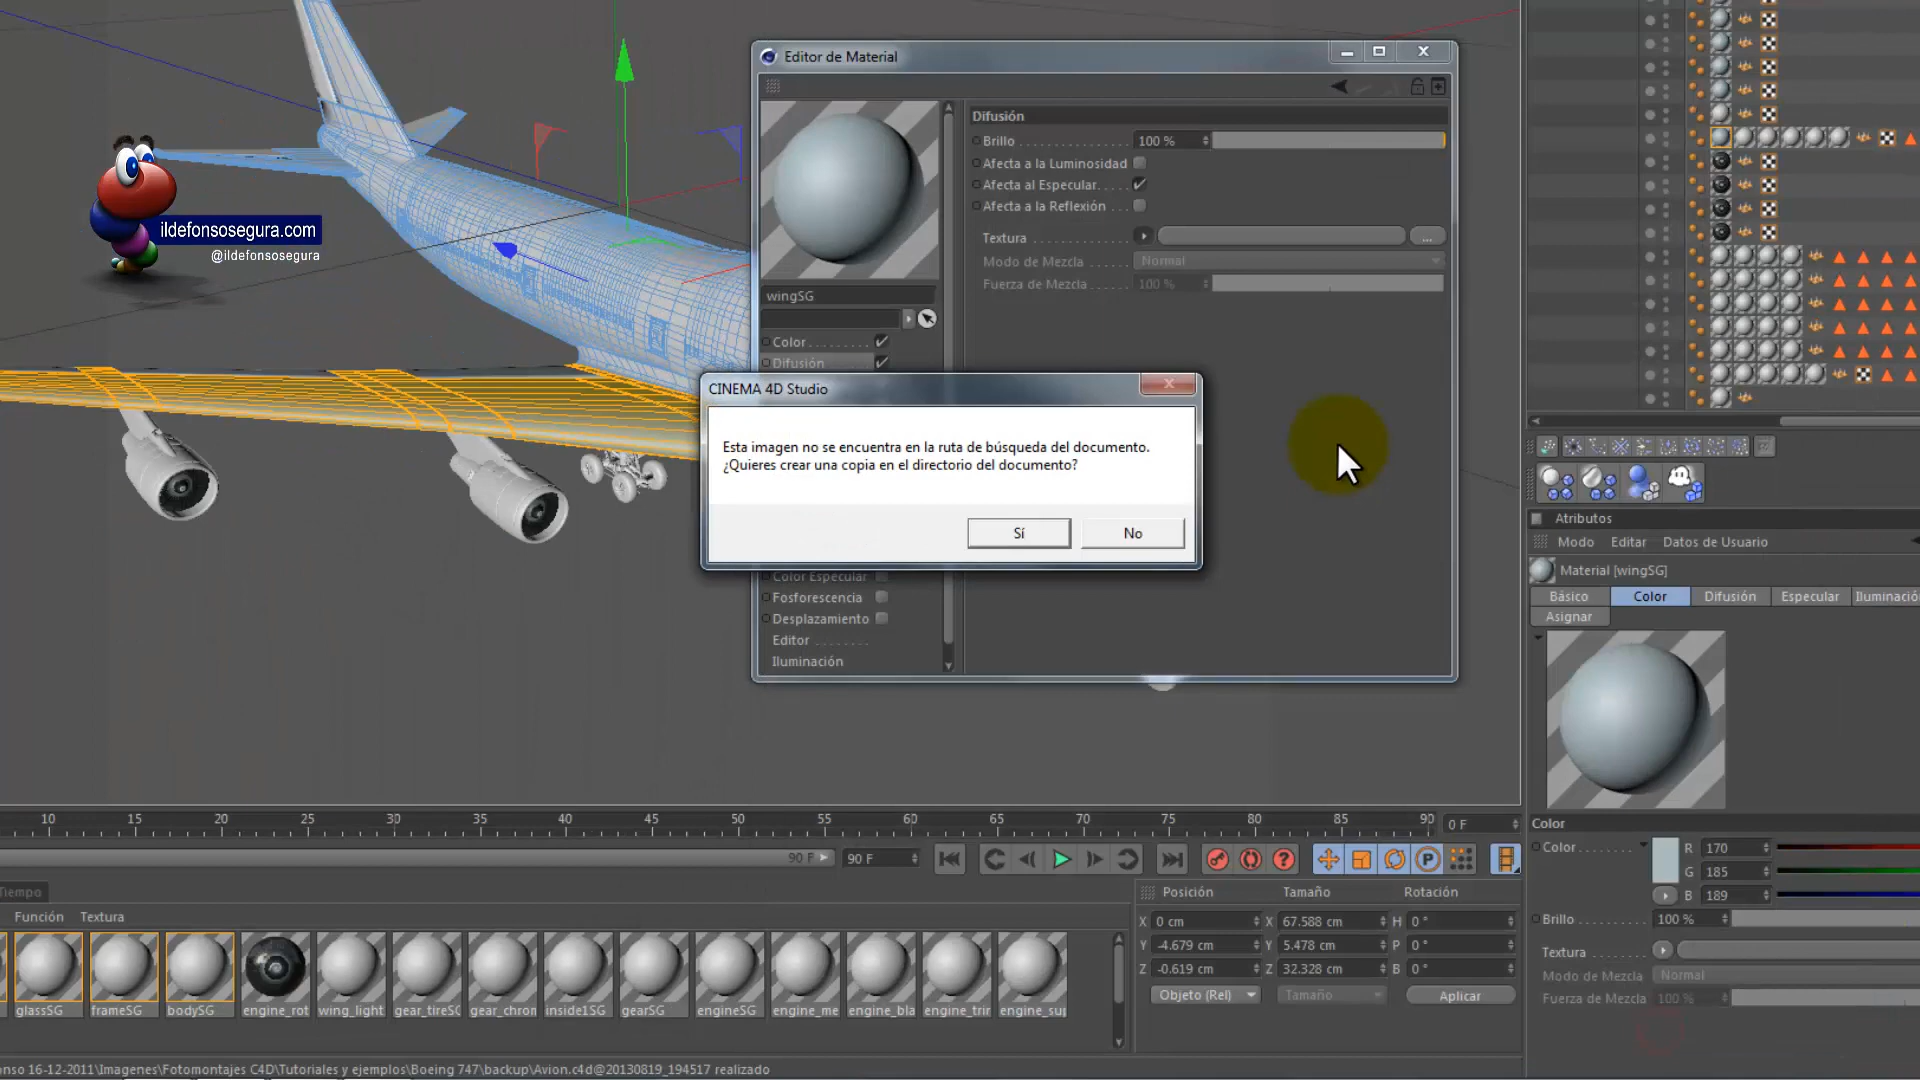 ildefonsosegura.com
@ildefonsosegura
Editor de Material
wingSG
Color
Difusión
Difusión
Brillo
100 %
Afecta a la Luminosidad
Afecta al Especular
Afecta a la Reflexión
Textura
...
Modo de Mezcla
Normal
Fuerza de Mezcla
100 %
CINEMA 4D Studio
Esta imagen no se encuentra en la ruta de búsqueda del documento.
¿Quieres crear una copia en el directorio del documento?
Sí
No
Color Especular
Fosforescencia
Desplazamiento
Editor
Iluminación
Atributos
Modo Editar Datos de Usuario
Material [wingSG]
Básico Color Difusión Especular Iluminació
Asignar
Color
Color
R 170
G 185
B 189
Brillo
100 %
Textura
Modo de Mezcla
Normal
Fuerza de Mezcla
100 %
10 15 20 25 30 35 40 45 50 55 60 65 70 75 80 85 90
0 F
90 F
90 F
Tiempo
Función Textura
glassSG frameSG bodySG engine_rot wing_light gear_tireSG gear_chron inside1SG gearSG engineSG engine_me engine_bla engine_trin engine_sup
Posición Tamaño Rotación
X 0 cm X 67.588 cm H 0 °
Y -4.679 cm Y 5.478 cm P 0 °
Z -0.619 cm Z 32.328 cm B 0 °
Objeto (Rel) Tamaño Aplicar
onso 16-12-2011\Imagenes\Fotomontajes C4D\Tutoriales y ejemplos\Boeing 747\backup\Avion.c4d@20130819_194517 realizado